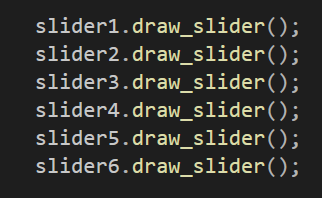 slider1.draw_slider();
slider2.draw_slider();
slider3.draw_slider();
slider4.draw_slider();
slider5.draw_slider();
slider6.draw_slider();